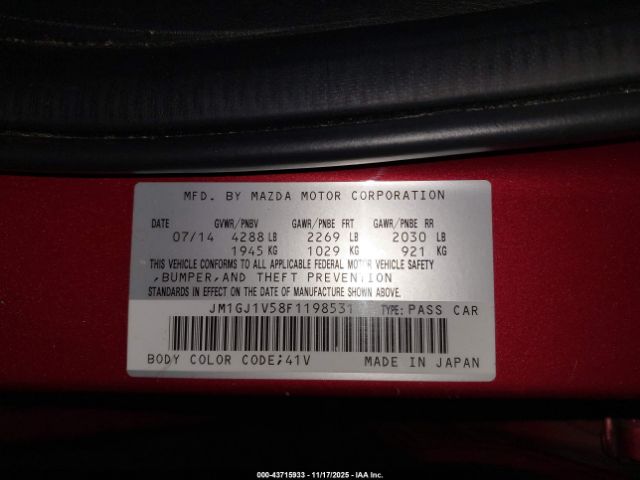 MFD. BY MAZDA MOTOR CORPORATION
DATE GVWR/PNBV GAWR/PNBE FRT GAWR/PNBE RR
07/14 4288 LB 2269 LB 2030 LB
1945 KG 1029 KG 921 KG
THIS VEHICLE CONFORMS TO ALL APPLICABLE FEDERAL MOTOR VEHICLE SAFETY
,BUMPER,AND THEFT PREVENTION
STANDARDS IN EFFECT ON THE DATE OF MANUFACTURE SHOWN ABOVE.
JM1GJ1V58F1198531 TYPE: PASS CAR
BODY COLOR CODE;41V MADE IN JAPAN
000-43715933 - 11/17/2025 - IAA Inc.